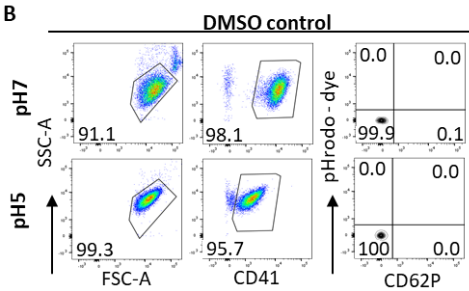 B
DMSO control
pH7
SSC-A
91.1
98.1
pHrodo - dye
0.0
0.0
99.9
0.1
pH5
99.3
95.7
0.0
0.0
100
0.0
FSC-A
CD41
CD62P